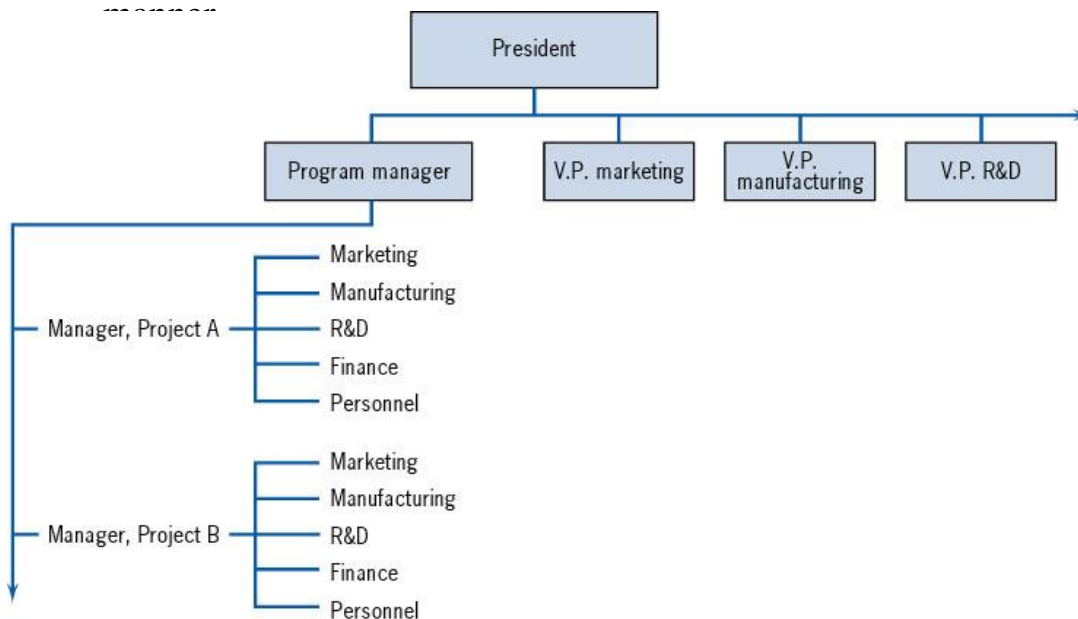 President
Program manager
V.P. marketing
V.P.
manufacturing
V.P. R&D
Manager, Project A
Marketing
Manufacturing
R&D
Finance
Personnel
Manager, Project B
Marketing
Manufacturing
R&D
Finance
Personnel